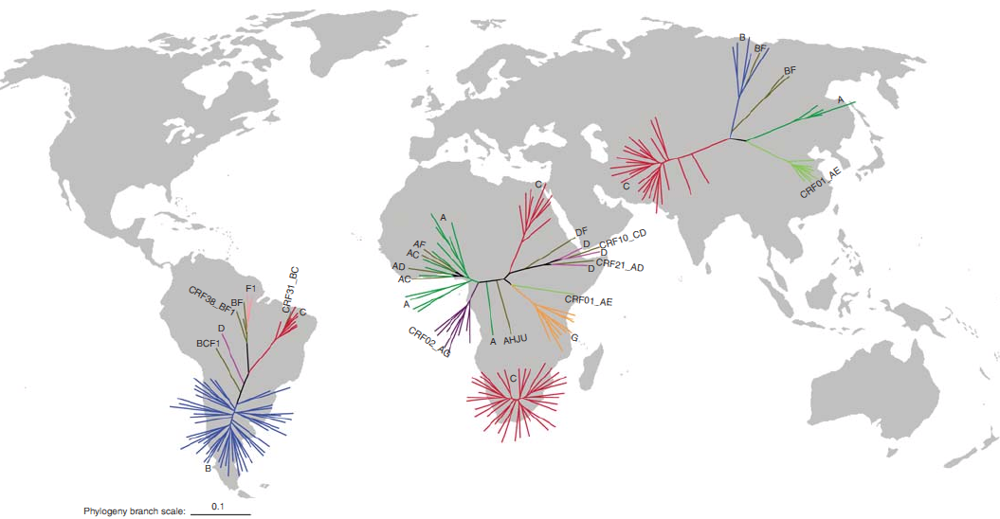 B
BF
BF
A
CRF01_AE
C
C
A
DF
CRF10_CD
D
D
CRF21_AD
D
AF
AC
AD
AC
A
CRF01_AE
CRF02_AG
A
AHJU
G
C
F1
CRF31_BC
CRF38_BF1
BF
C
D
BCF1
B
Phylogeny branch scale: 0.1